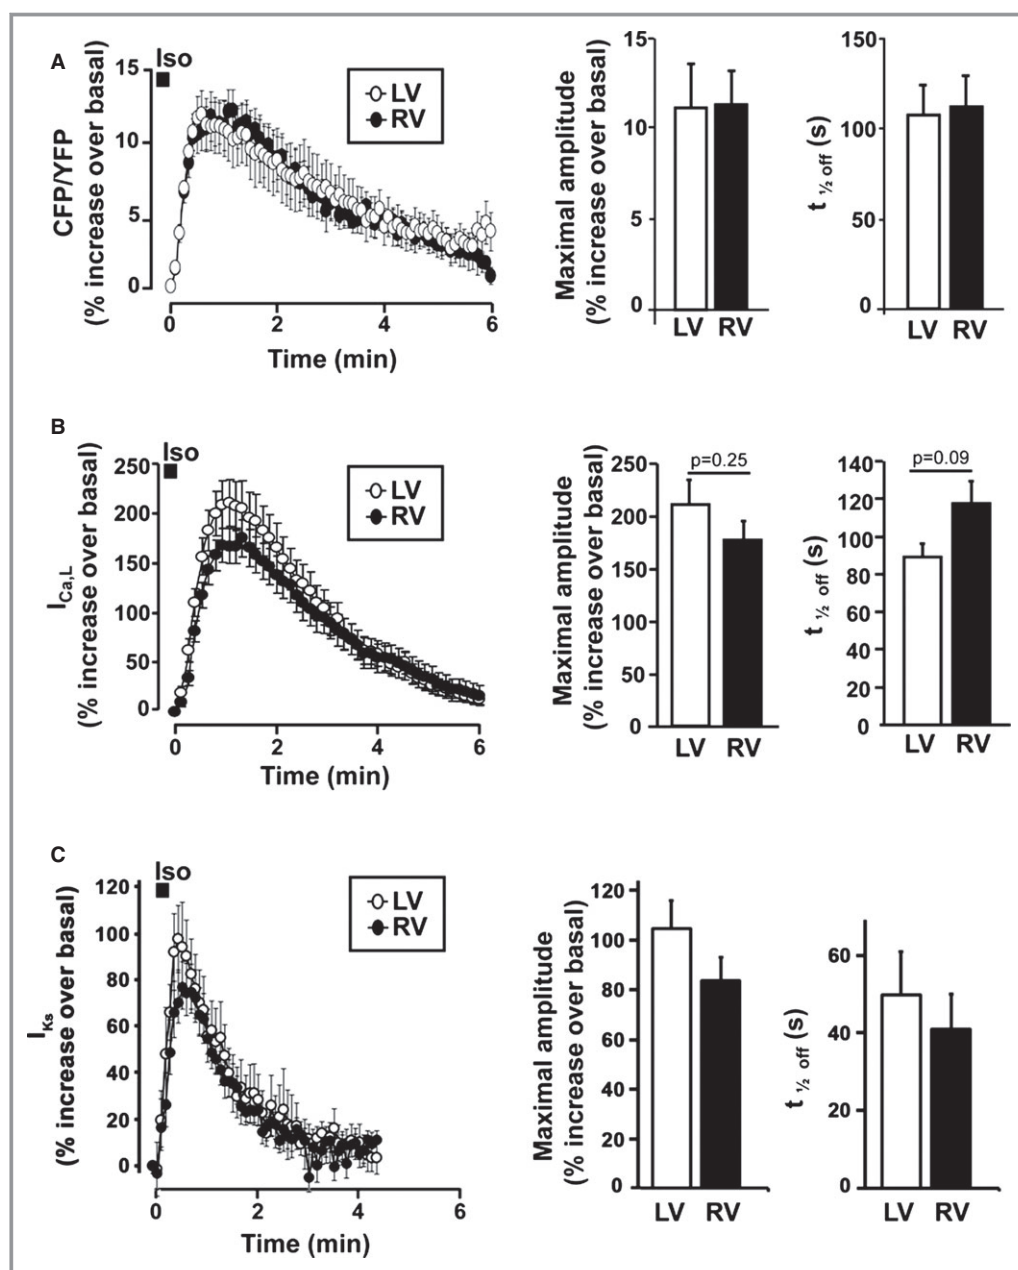 A
Iso
CFP/YFP
(% increase over basal)
15
10
5
0
LV
RV
0 2 4 6
Time (min)
Maximal amplitude
(% increase over basal)
15
10
5
0
LV RV
t ½ off (s)
150
100
50
0
LV RV
B
Iso
I Ca,L
(% increase over basal)
250
200
150
100
50
0
LV
RV
0 2 4 6
Time (min)
Maximal amplitude
(% increase over basal)
250
200
150
100
50
0
p=0.25
LV RV
t ½ off (s)
140
120
100
80
60
40
20
0
p=0.09
LV RV
C
Iso
I Ks
(% increase over basal)
120
100
80
60
40
20
0
LV
RV
0 2 4 6
Time (min)
Maximal amplitude
(% increase over basal)
120
100
80
60
40
20
0
LV RV
t ½ off (s)
60
40
20
0
LV RV